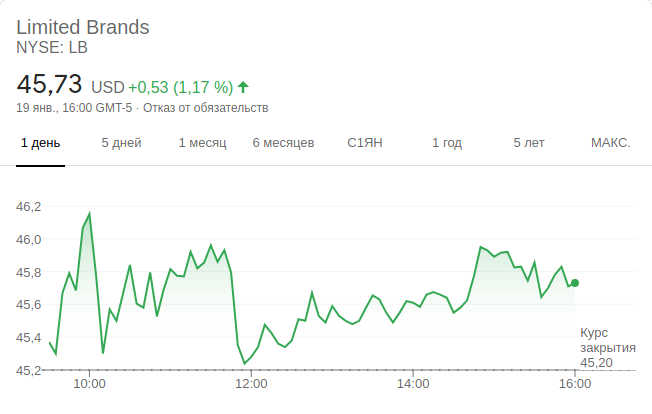 Limited Brands
NYSE: LB
45,73 USD +0,53 (1,17 %)
19 янв., 16:00 GMT-5 · Отказ от обязательств
1 день 5 дней 1 месяц 6 месяцев С1ЯН 1 год 5 лет МАКС.
46,2
46,0
45,8
45,6
45,4
45,2
Курс
закрытия
45,20
10:00 12:00 14:00 16:00